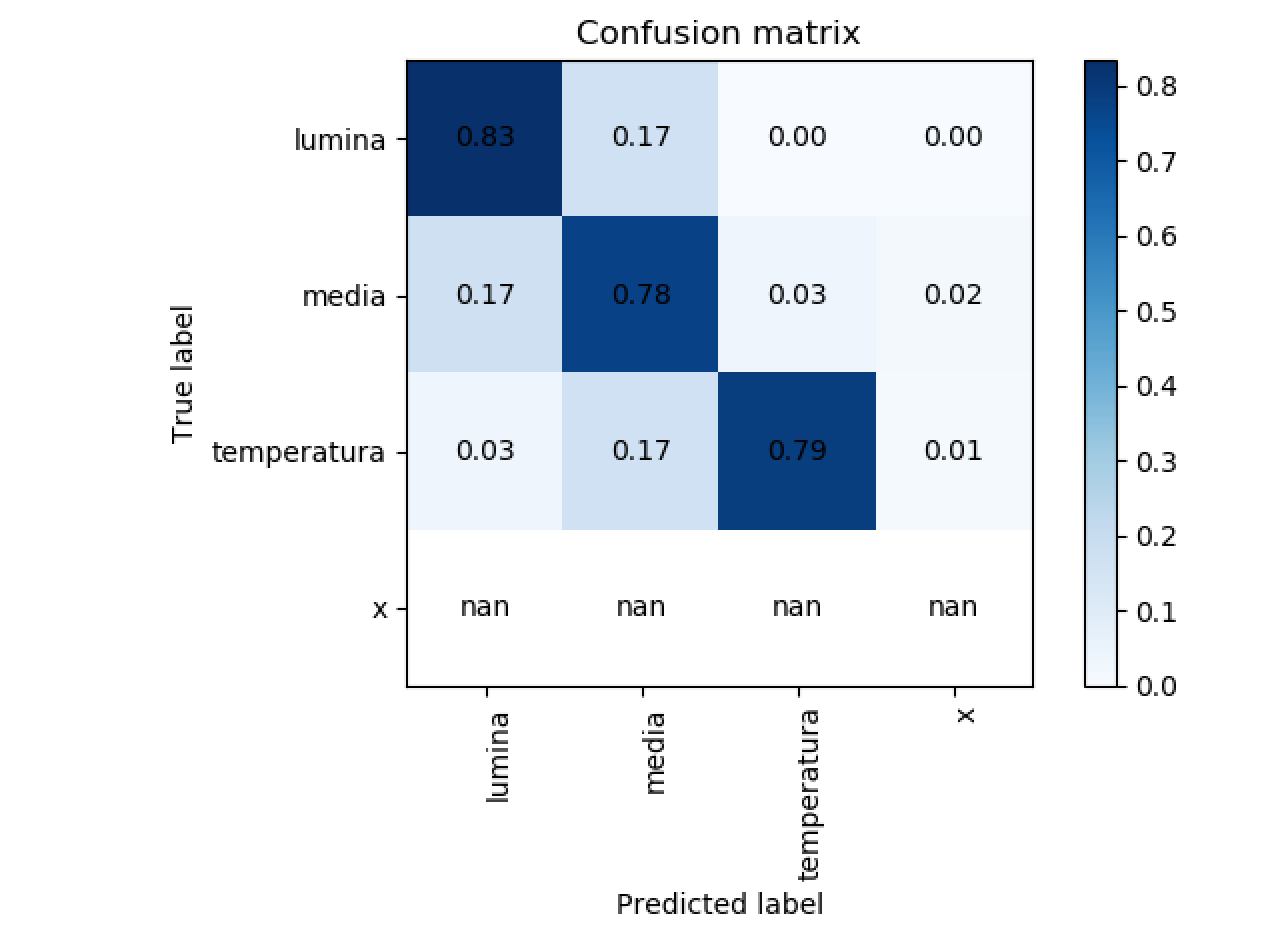 Confusion matrix
True label
lumina 0.83 0.17 0.00 0.00
media 0.17 0.78 0.03 0.02
temperatura 0.03 0.17 0.79 0.01
x nan nan nan nan
lumina media temperatura x
Predicted label
0.8
0.7
0.6
0.5
0.4
0.3
0.2
0.1
0.0